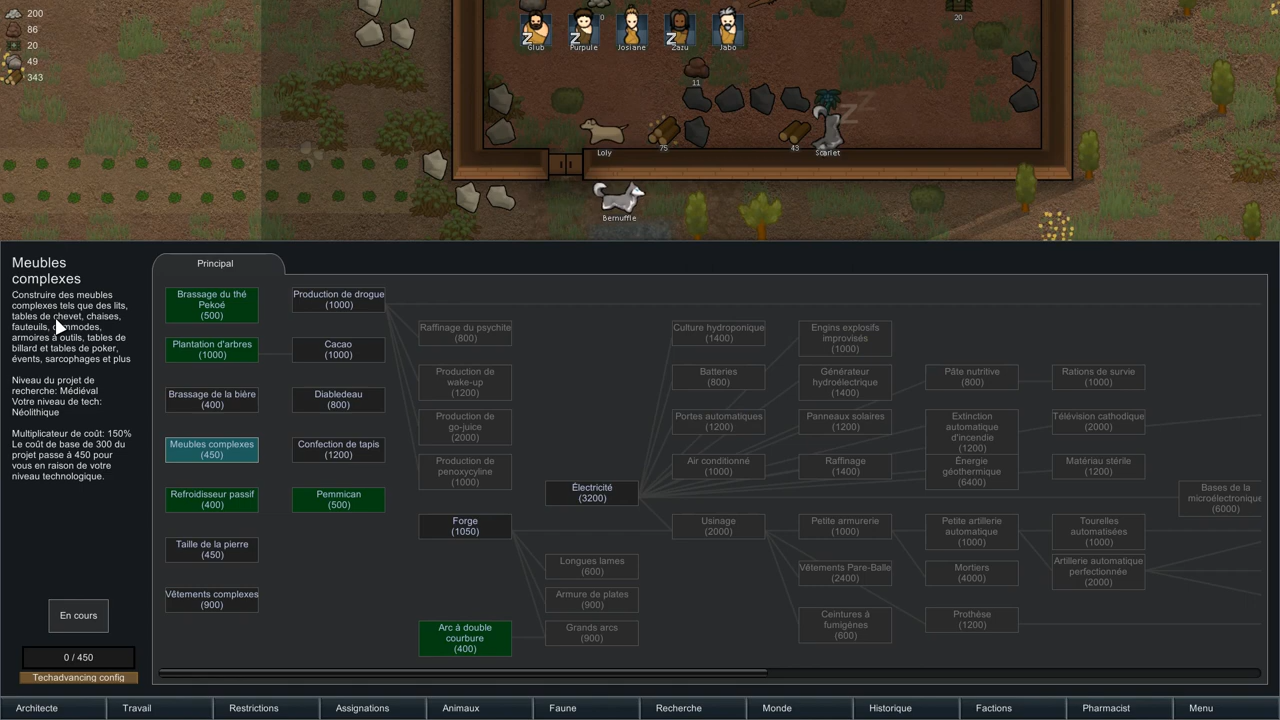 200
86
20
49
343
0
20
Glub
Purpule
Josiane
Zazu
Jabo
11
75
43
Loly
Scarlet
Bernuffle
Meubles
complexes
Construire des meubles
complexes tels que des lits,
tables de chevet, chaises,
fauteuils, commodes,
armoires à outils, tables de
billard et tables de poker,
évents, sarcophages et plus
Niveau du projet de
recherche: Médiéval
Votre niveau de tech:
Néolithique
Multiplicateur de coût: 150%
Le coût de base de 300 du
projet passe à 450 pour
vous en raison de votre
niveau technologique.
En cours
0 / 450
Techadvancing config
Principal
Brassage du thé
Pekoé
(500)
Plantation d'arbres
(1000)
Brassage de la bière
(400)
Meubles complexes
(450)
Refroidisseur passif
(400)
Taille de la pierre
(450)
Vêtements complexes
(900)
Production de drogue
(1000)
Cacao
(1000)
Diabledeau
(800)
Confection de tapis
(1200)
Pemmican
(500)
Raffinage du psychite
(800)
Production de
wake-up
(1200)
Production de
go-juice
(2000)
Production de
penoxycyline
(1000)
Forge
(1050)
Arc à double
courbure
(400)
Électricité
(3200)
Longues lames
(600)
Armure de plates
(900)
Grands arcs
(900)
Culture hydroponique
(1400)
Batteries
(800)
Portes automatiques
(1200)
Air conditionné
(1000)
Usinage
(2000)
Engins explosifs
improvisés
(1000)
Générateur
hydroélectrique
(1400)
Panneaux solaires
(1200)
Raffinage
(1400)
Petite armurerie
(1000)
Vêtements Pare-Balle
(2400)
Ceintures à
fumigènes
(600)
Pâte nutritive
(800)
Extinction
automatique
d'incendie
(1200)
Énergie
géothermique
(6400)
Petite artillerie
automatique
(1000)
Mortiers
(4000)
Prothèse
(1200)
Rations de survie
(1000)
Télévision cathodique
(2000)
Matériau stérile
(1200)
Tourelles
automatisées
(1000)
Artillerie automatique
perfectionnée
(2000)
Bases de la
microélectronique
(6000)
Architecte
Travail
Restrictions
Assignations
Animaux
Faune
Recherche
Monde
Historique
Factions
Pharmacist
Menu